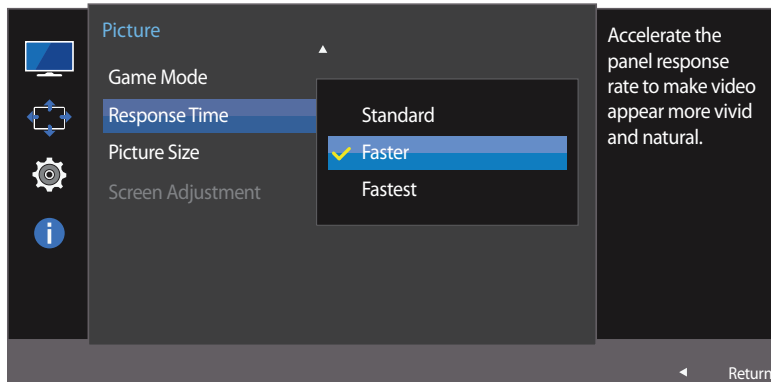 Picture
Game Mode
Response Time
Picture Size
Screen Adjustment
Standard
Faster
Fastest
Accelerate the
panel response
rate to make video
appear more vivid
and natural.
Return